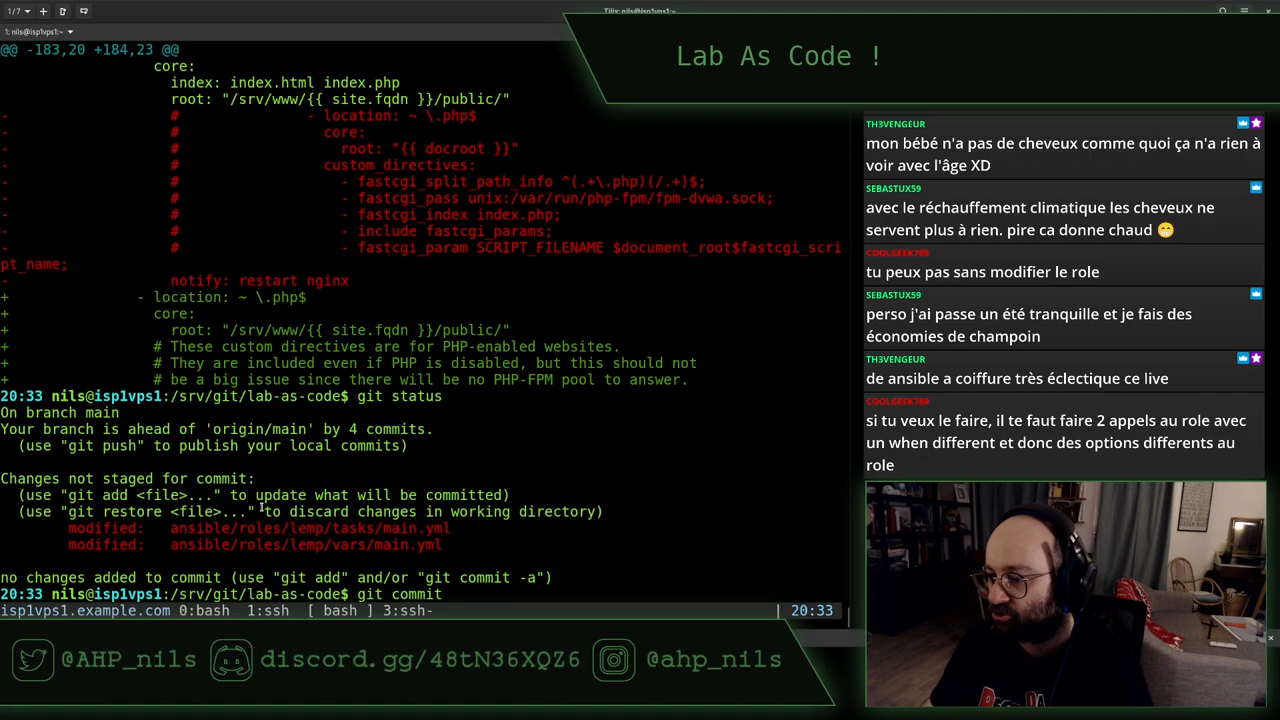 1/7
Tilix: nils@isp1vps1:~
1: nils@isp1vps1:~
@@ -183,20 +184,23 @@
core:
index: index.html index.php
root: "/srv/www/{{ site.fqdn }}/public/"
- # - location: ~ \.php$
- # core:
- # root: "{{ docroot }}"
- # custom_directives:
- # - fastcgi_split_path_info ^(.+\.php)(/.+)$;
- # - fastcgi_pass unix:/var/run/php-fpm/fpm-dvwa.sock;
- # - fastcgi_index index.php;
- # - include fastcgi_params;
- # - fastcgi_param SCRIPT_FILENAME $document_root$fastcgi_scri
pt_name;
- notify: restart nginx
+ - location: ~ \.php$
+ core:
+ root: "/srv/www/{{ site.fqdn }}/public/"
+ # These custom directives are for PHP-enabled websites.
+ # They are included even if PHP is disabled, but this should not
+ # be a big issue since there will be no PHP-FPM pool to answer.
20:33 nils@isp1vps1:/srv/git/lab-as-code$ git status
On branch main
Your branch is ahead of 'origin/main' by 4 commits.
(use "git push" to publish your local commits)
Changes not staged for commit:
(use "git add <file>..." to update what will be committed)
(use "git restore <file>..." to discard changes in working directory)
modified: ansible/roles/lemp/tasks/main.yml
modified: ansible/roles/lemp/vars/main.yml
no changes added to commit (use "git add" and/or "git commit -a")
20:33 nils@isp1vps1:/srv/git/lab-as-code$ git commit
isp1vps1.example.com 0:bash 1:ssh [ bash ] 3:ssh- | 20:33
Lab As Code !
TH3VENGEUR
mon bébé n'a pas de cheveux comme quoi ça n'a rien à
voir avec l'âge XD
SEBASTUX59
avec le réchauffement climatique les cheveux ne
servent plus à rien. pire ca donne chaud 😁
COOLGEEK789
tu peux pas sans modifier le role
SEBASTUX59
perso j'ai passe un été tranquille et je fais des
économies de champoin
TH3VENGEUR
de ansible a coiffure très éclectique ce live
COOLGEEK789
si tu veux le faire, il te faut faire 2 appels au role avec
un when different et donc des options differents au
role
@AHP_nils discord.gg/48tN36XQZ6 @ahp_nils